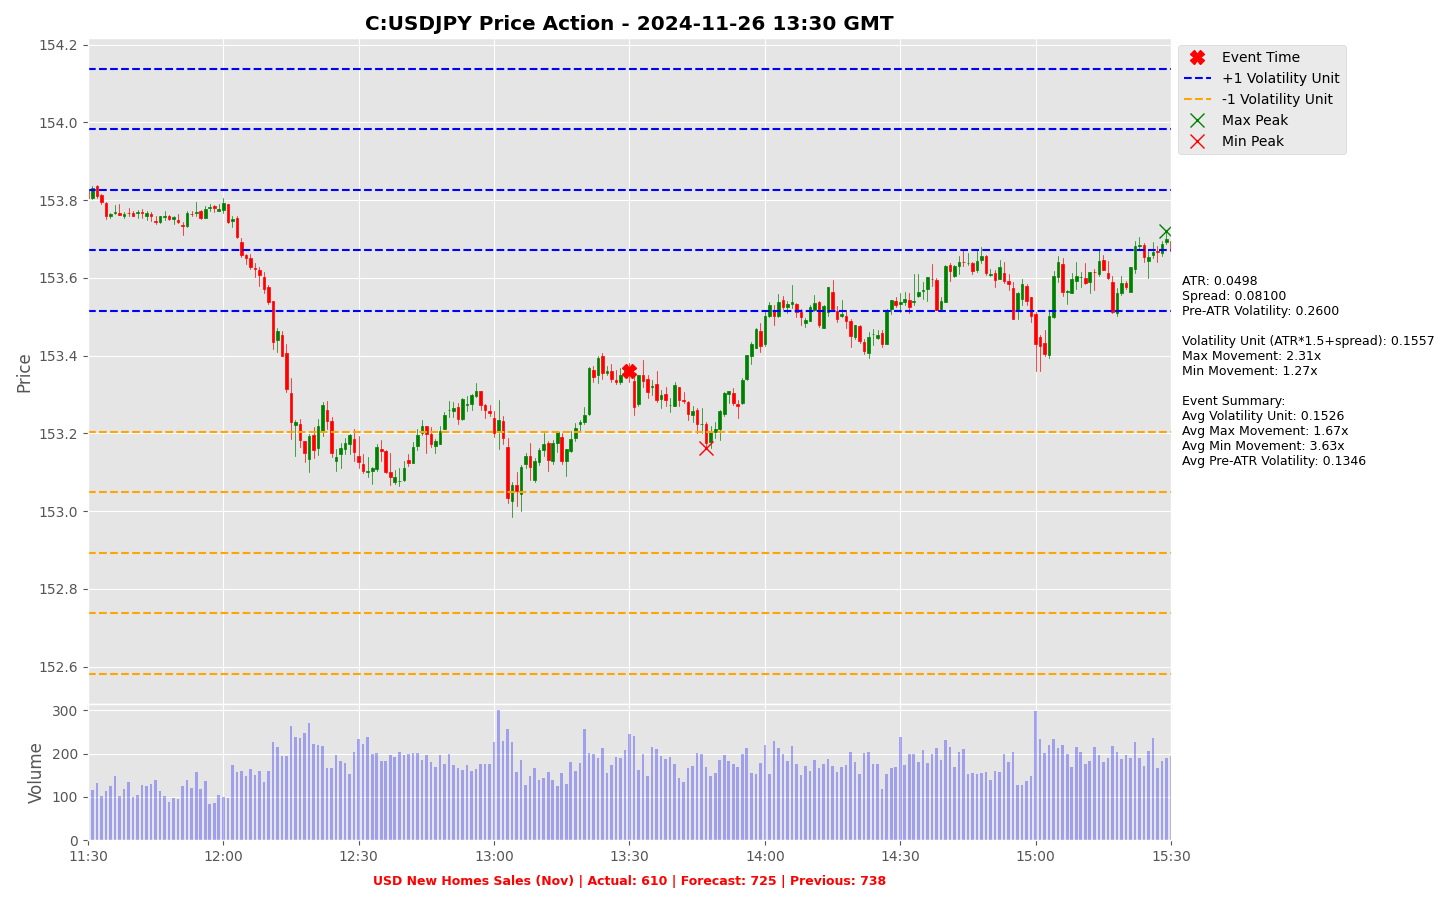 C:USDJPY Price Action - 2024-11-26 13:30 GMT
154.2
154.0
153.8
153.6
153.4
153.2
153.0
152.8
152.6
Price
300
200
100
0
Volume
11:30
12:00
12:30
13:00
13:30
14:00
14:30
15:00
15:30
USD New Homes Sales (Nov) | Actual: 610 | Forecast: 725 | Previous: 738
Event Time
+1 Volatility Unit
-1 Volatility Unit
Max Peak
Min Peak
ATR: 0.0498
Spread: 0.08100
Pre-ATR Volatility: 0.2600
Volatility Unit (ATR*1.5+spread): 0.1557
Max Movement: 2.31x
Min Movement: 1.27x
Event Summary:
Avg Volatility Unit: 0.1526
Avg Max Movement: 1.67x
Avg Min Movement: 3.63x
Avg Pre-ATR Volatility: 0.1346